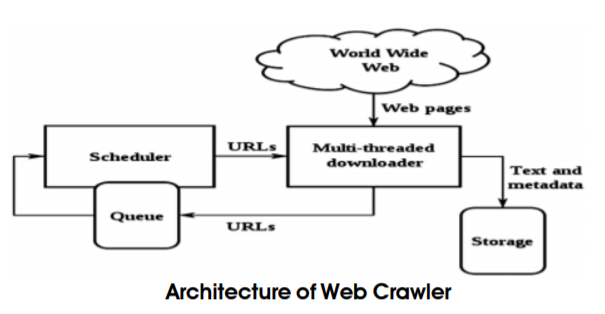 World Wide
Web
Web pages
Scheduler
URLs
Multi-threaded
downloader
Text and
metadata
Queue
URLs
Storage
Architecture of Web Crawler